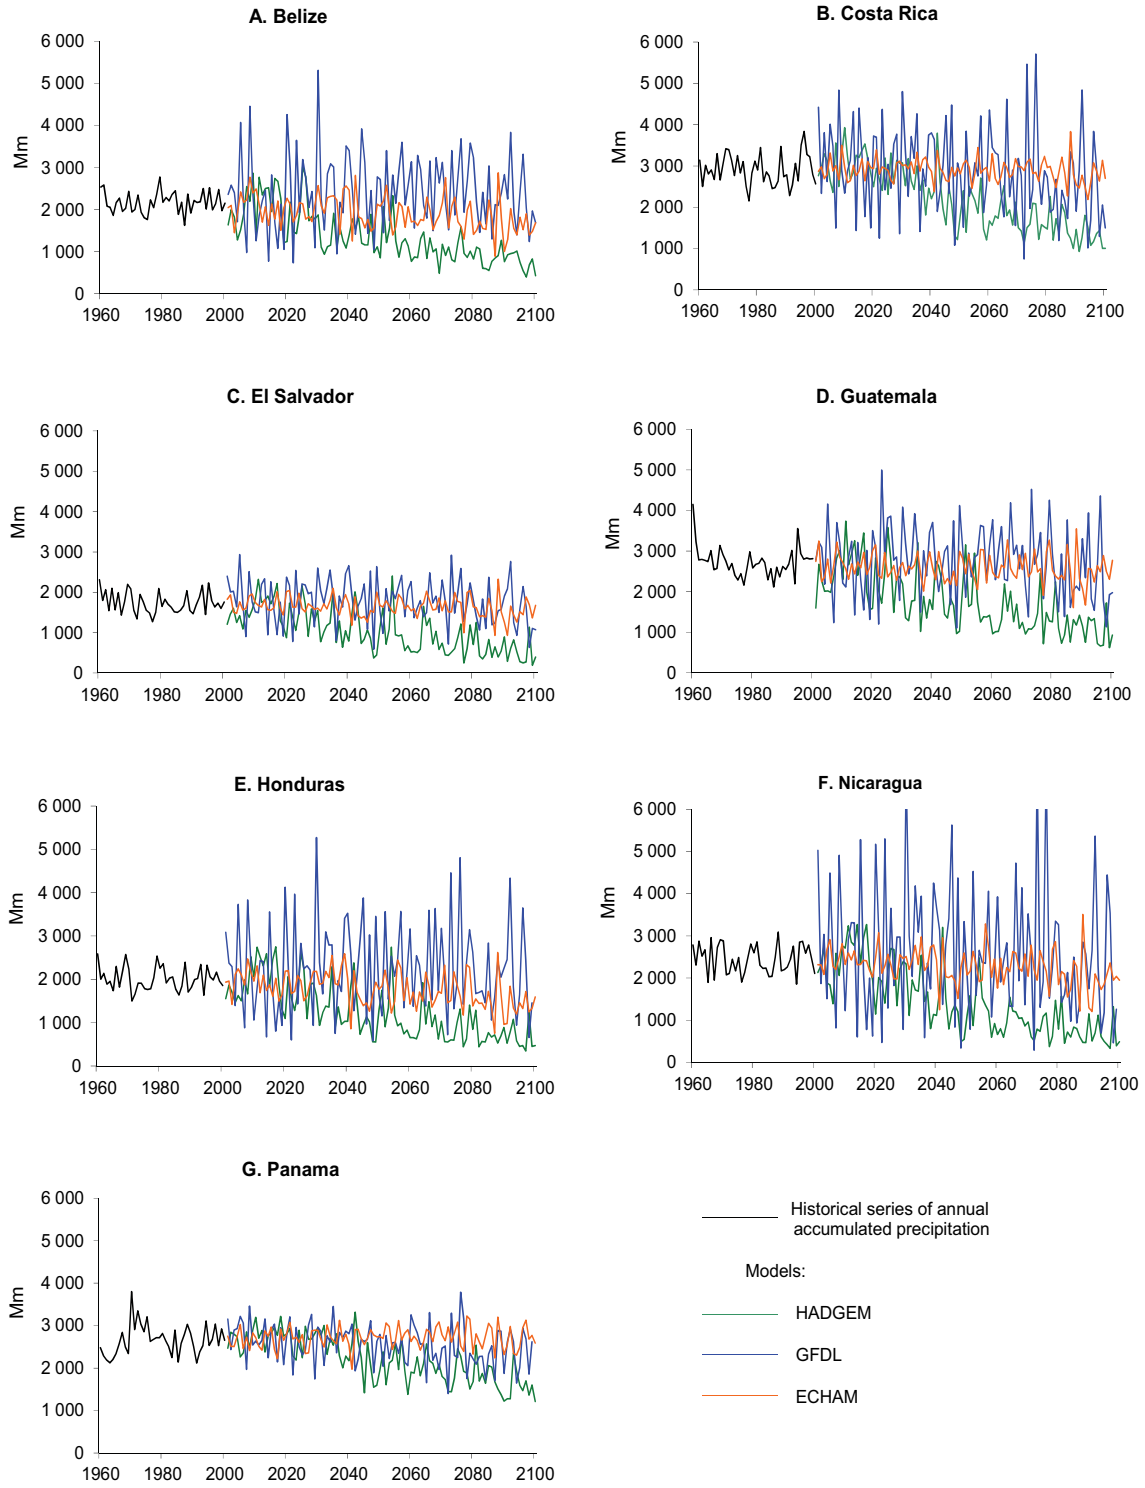 A. Belize
6 000
5 000
4 000
3 000
2 000
1 000
0
Mm
1960 1980 2000 2020 2040 2060 2080 2100
B. Costa Rica
6 000
5 000
4 000
3 000
2 000
1 000
0
Mm
1960 1980 2000 2020 2040 2060 2080 2100
C. El Salvador
6 000
5 000
4 000
3 000
2 000
1 000
0
Mm
1960 1980 2000 2020 2040 2060 2080 2100
D. Guatemala
6 000
5 000
4 000
3 000
2 000
1 000
0
Mm
1960 1980 2000 2020 2040 2060 2080 2100
E. Honduras
6 000
5 000
4 000
3 000
2 000
1 000
0
Mm
1960 1980 2000 2020 2040 2060 2080 2100
F. Nicaragua
6 000
5 000
4 000
3 000
2 000
1 000
0
Mm
1960 1980 2000 2020 2040 2060 2080 2100
G. Panama
6 000
5 000
4 000
3 000
2 000
1 000
0
Mm
1960 1980 2000 2020 2040 2060 2080 2100
Historical series of annual
accumulated precipitation
Models:
HADGEM
GFDL
ECHAM